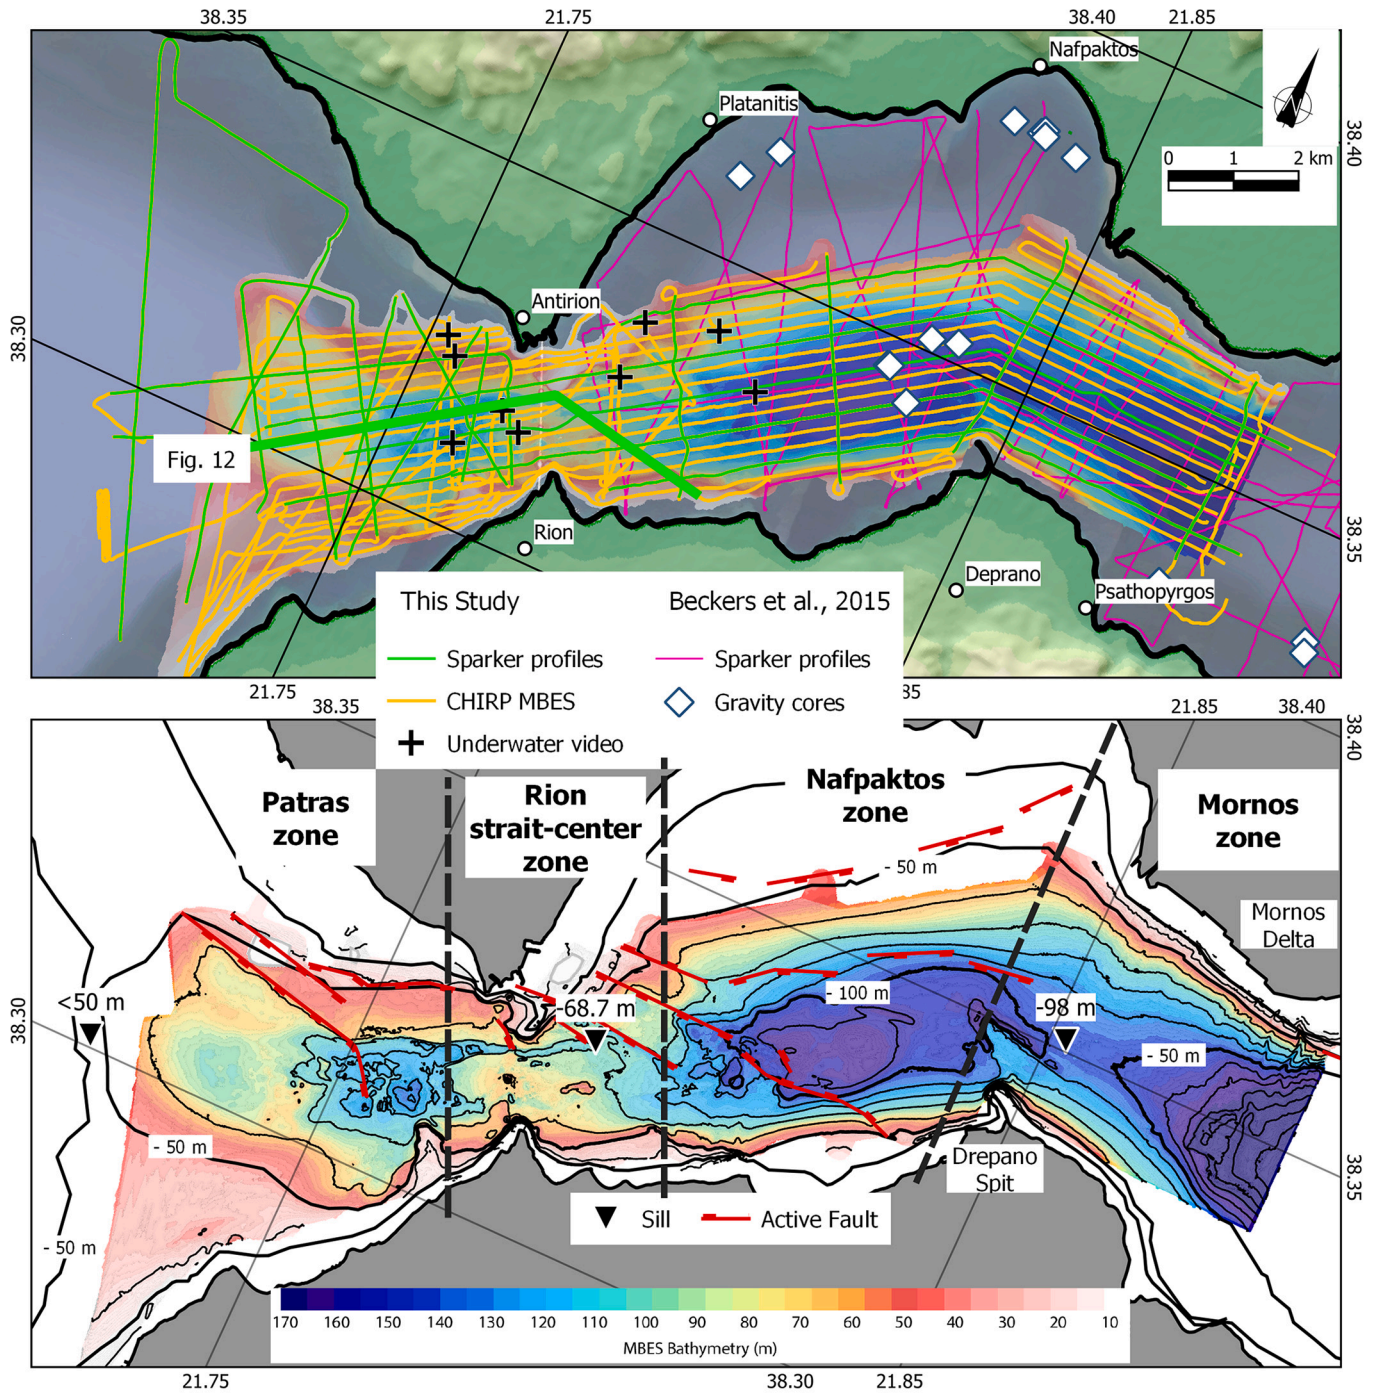 38.35
21.75
38.40
21.85
Nafpaktos
Platanitis
0 1 2 km
38.40
Antirion
38.30
Fig. 12
Rion
38.35
Deprano
Psathopyrgos
This Study
Beckers et al., 2015
Sparker profiles
Sparker profiles
CHIRP MBES
Gravity cores
Underwater video
21.75
38.35
85
21.85
38.40
38.40
Patras
zone
Rion
strait-center
zone
Nafpaktos
zone
Mornos
zone
- 50 m
Mornos
Delta
<50 m
-68.7 m
- 100 m
-98 m
38.30
- 50 m
- 50 m
Drepano
Spit
38.35
Sill
Active Fault
- 50 m
170 160 150 140 130 120 110 100 90 80 70 60 50 40 30 20 10
MBES Bathymetry (m)
21.75
38.30
21.85